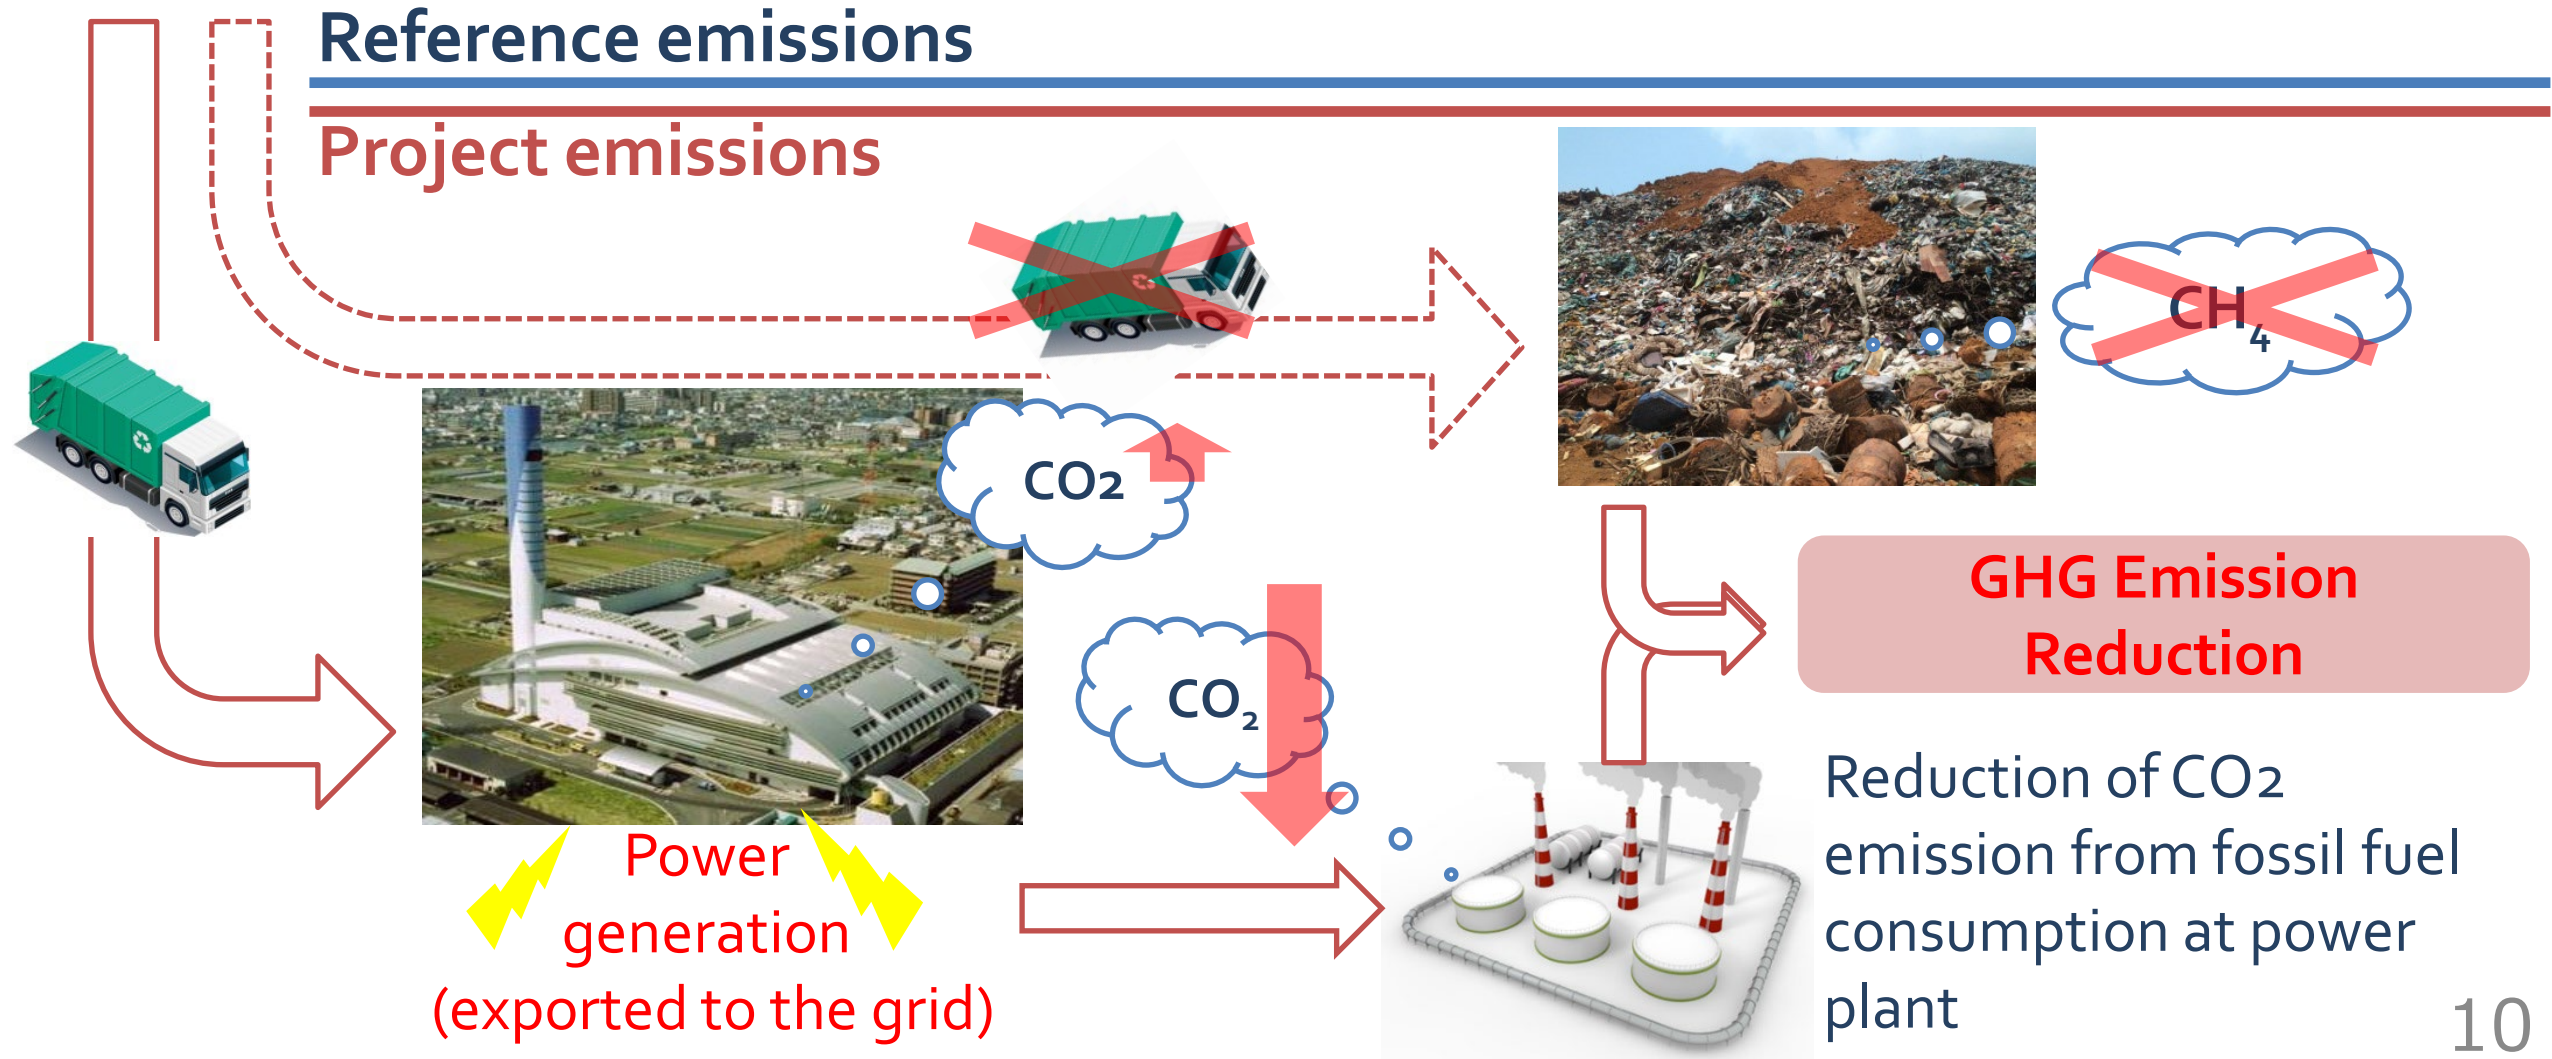 Reference emissions
Project emissions
CH₄
CO2
GHG Emission
Reduction
CO₂
Power
generation
(exported to the grid)
Reduction of CO2
emission from fossil fuel
consumption at power
plant
10